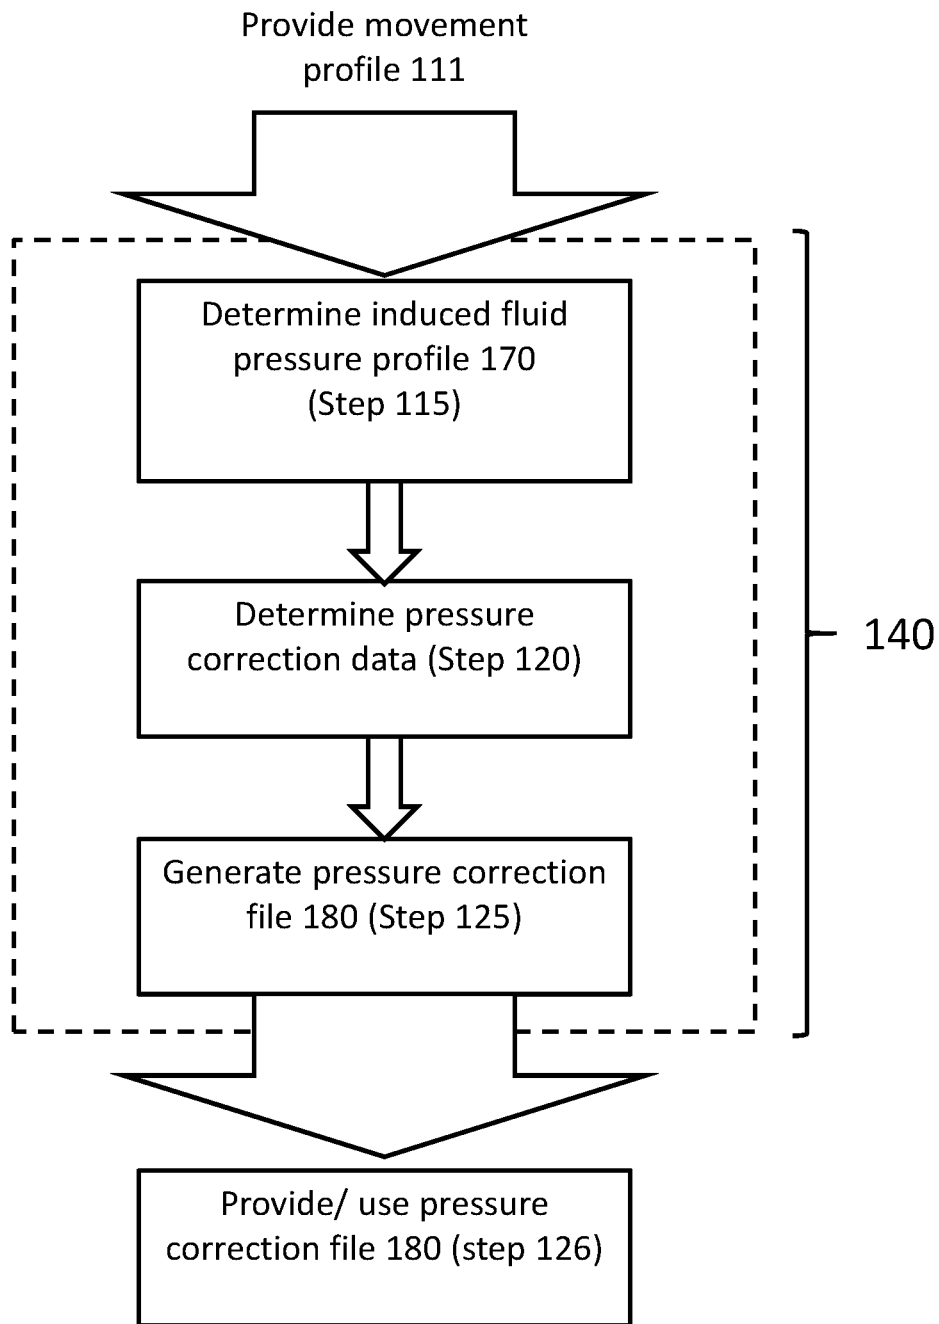 Provide movement
profile 111
Determine induced fluid
pressure profile 170
(Step 115)
Determine pressure
correction data (Step 120)
140
Generate pressure correction
file 180 (Step 125)
Provide/ use pressure
correction file 180 (step 126)